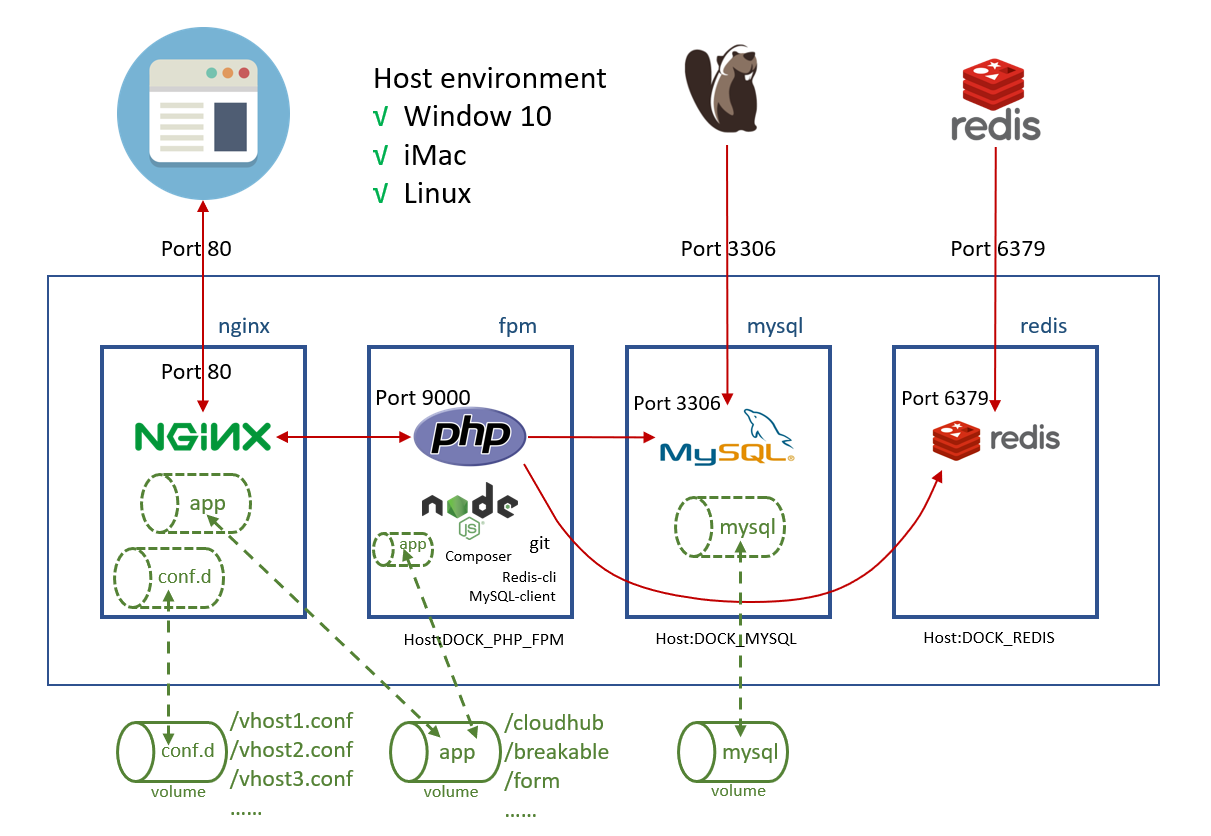 Host environment
√ Window 10
√ iMac
√ Linux
redis
Port 80
Port 3306
Port 6379
nginx
fpm
mysql
redis
Port 80
Port 9000
Port 3306
Port 6379
NGINX
php
MySQL
redis
app
node
JS
mysql
app
Composer
git
conf.d
Redis-cli
MySQL-client
Host:DOCK_PHP_FPM
Host:DOCK_MYSQL
Host:DOCK_REDIS
conf.d
volume
/vhost1.conf
/vhost2.conf
/vhost3.conf
......
app
volume
/cloudhub
/breakable
/form
......
mysql
volume